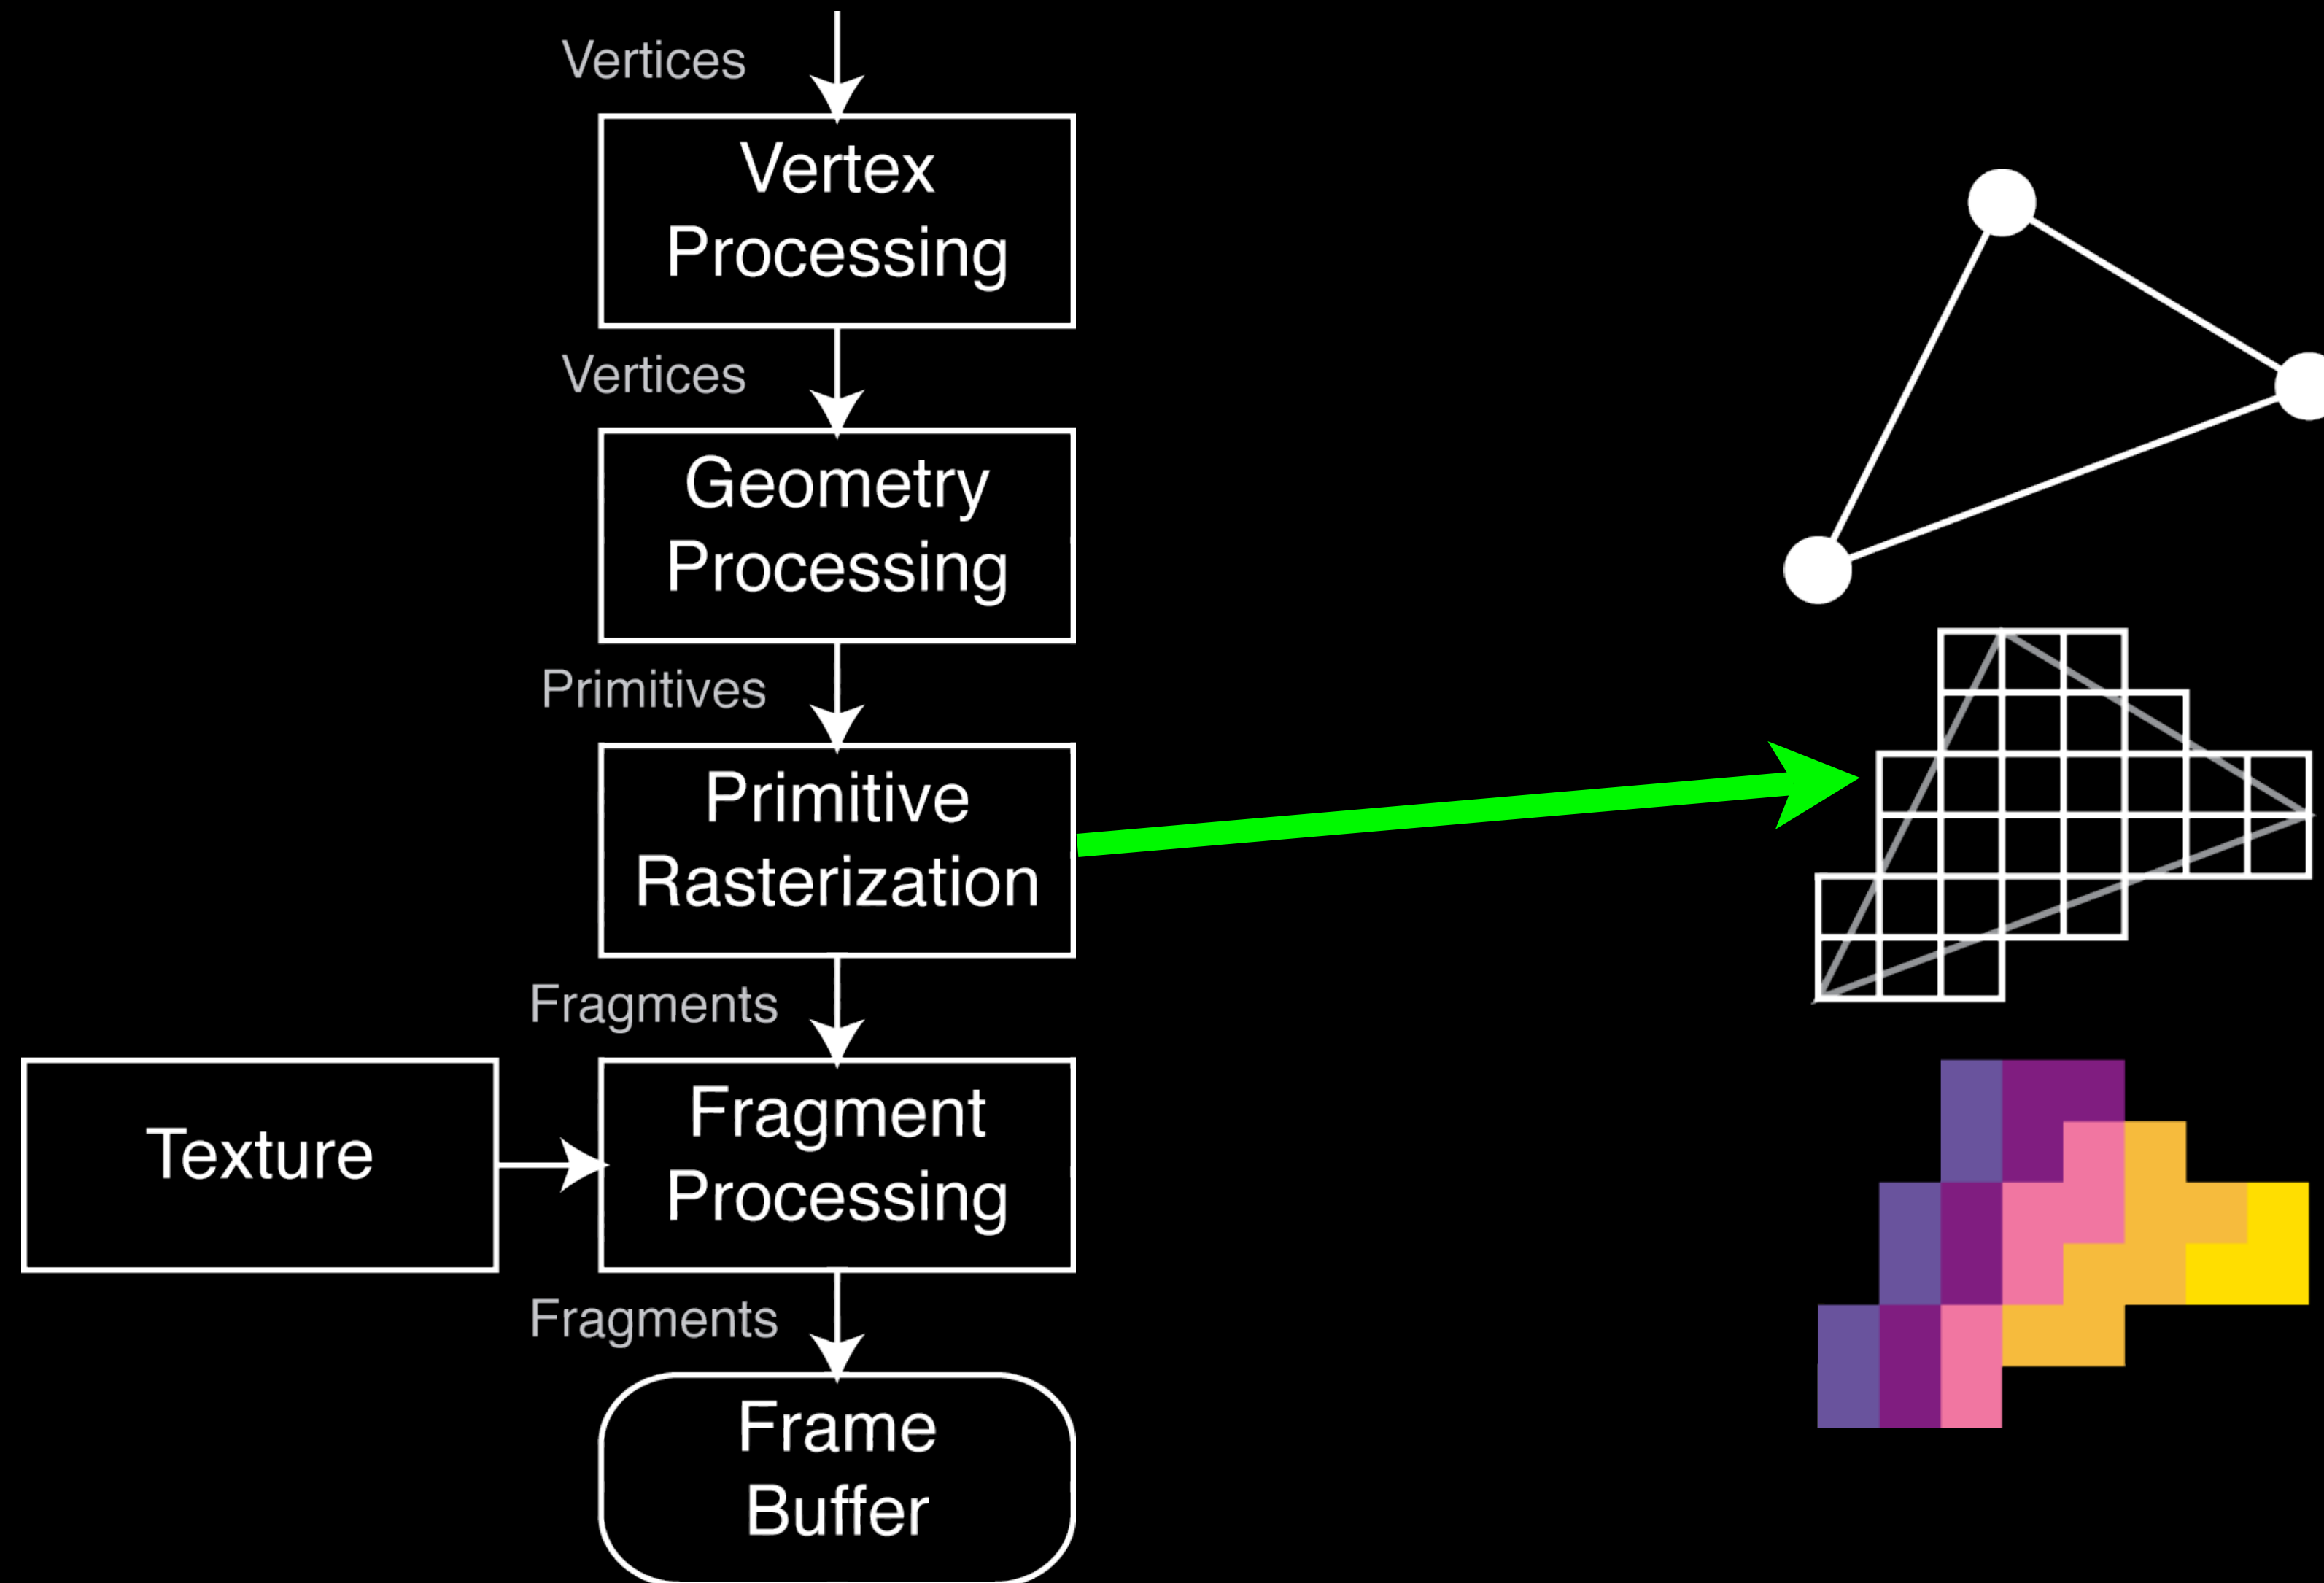 Vertices
Vertex
Processing
Vertices
Geometry
Processing
Primitives
Primitive
Rasterization
Fragments
Texture
Fragment
Processing
Fragments
Frame
Buffer